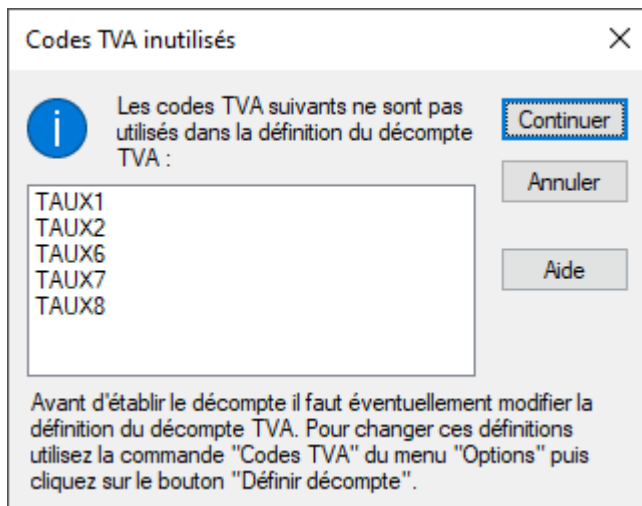 Codes TVA inutilisés
Les codes TVA suivants ne sont pas
utilisés dans la définition du décompte
TVA :
Continuer
Annuler
Aide
TAUX1
TAUX2
TAUX6
TAUX7
TAUX8
Avant d'établir le décompte il faut éventuellement modifier la
définition du décompte TVA. Pour changer ces définitions
utilisez la commande "Codes TVA" du menu "Options" puis
cliquez sur le bouton "Définir décompte".